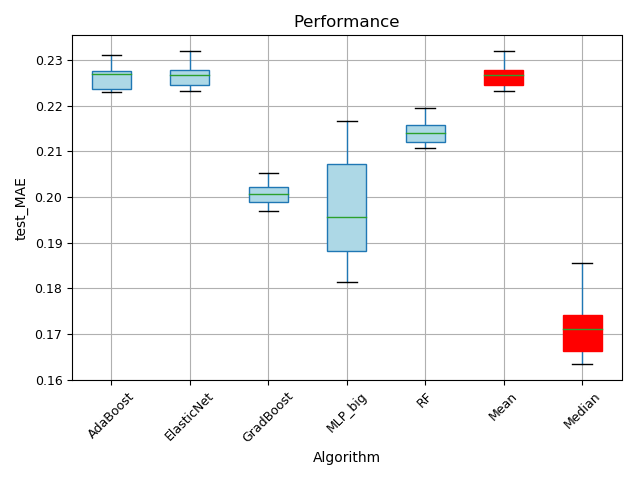 Performance
test_MAE
0.23
0.22
0.21
0.20
0.19
0.18
0.17
0.16
AdaBoost
ElasticNet
GradBoost
MLP_big
RF
Mean
Median
Algorithm